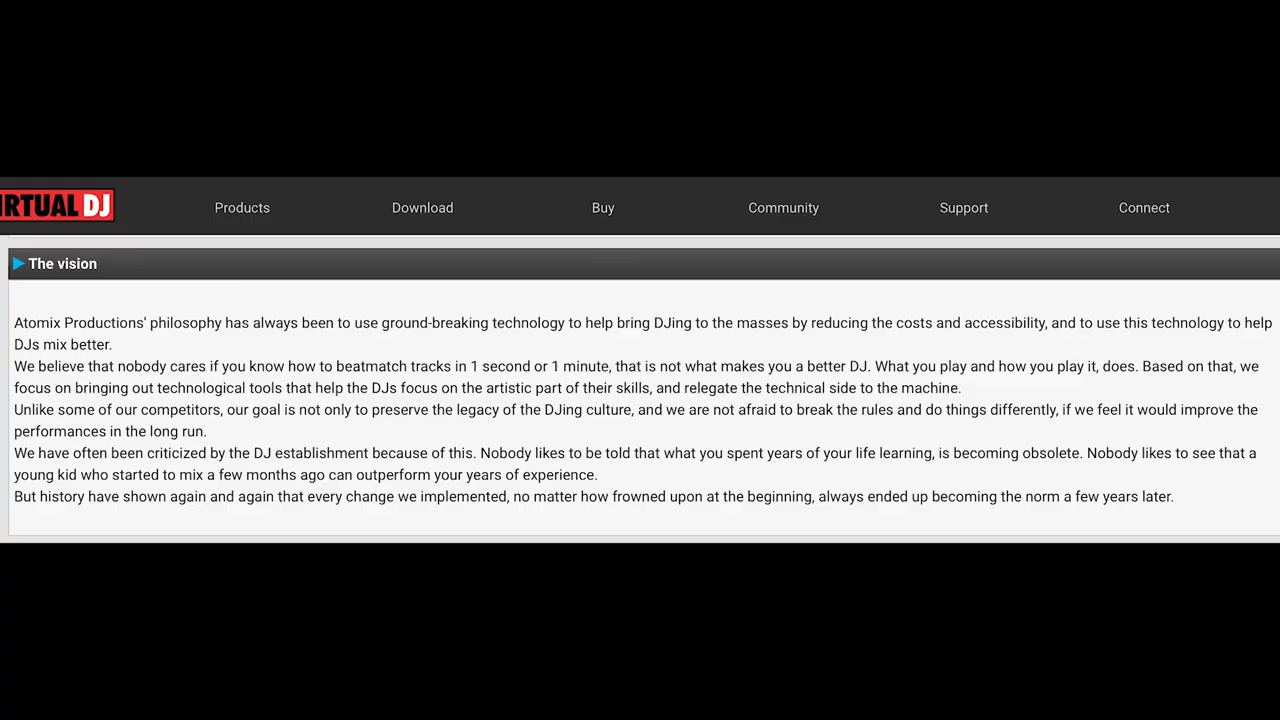 IRTUAL DJ
Products Download Buy Community Support Connect
The vision
Atomix Productions' philosophy has always been to use ground-breaking technology to help bring DJing to the masses by reducing the costs and accessibility, and to use this technology to help
DJs mix better.
We believe that nobody cares if you know how to beatmatch tracks in 1 second or 1 minute, that is not what makes you a better DJ. What you play and how you play it, does. Based on that, we
focus on bringing out technological tools that help the DJs focus on the artistic part of their skills, and relegate the technical side to the machine.
Unlike some of our competitors, our goal is not only to preserve the legacy of the DJing culture, and we are not afraid to break the rules and do things differently, if we feel it would improve the
performances in the long run.
We have often been criticized by the DJ establishment because of this. Nobody likes to be told that what you spent years of your life learning, is becoming obsolete. Nobody likes to see that a
young kid who started to mix a few months ago can outperform your years of experience.
But history have shown again and again that every change we implemented, no matter how frowned upon at the beginning, always ended up becoming the norm a few years later.